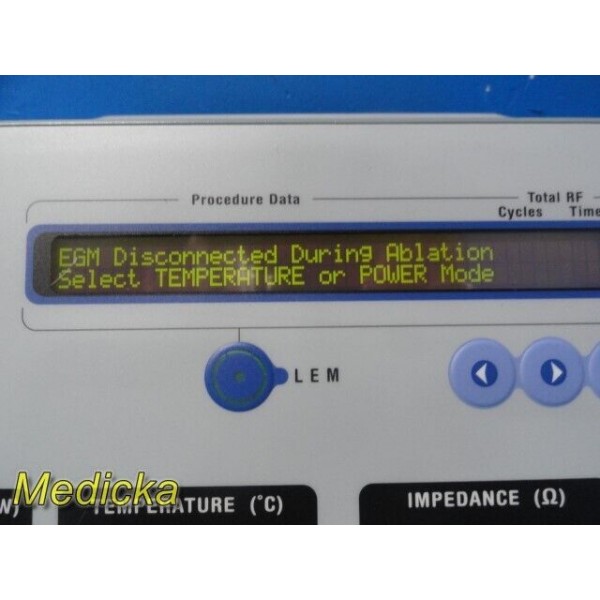 Procedure Data
Total RF
Cycles Time
EGM Disconnected During Ablation
Select TEMPERATURE or POWER Mode
LEM
Medicka
W) TEMPERATURE (°C) IMPEDANCE (Ω)